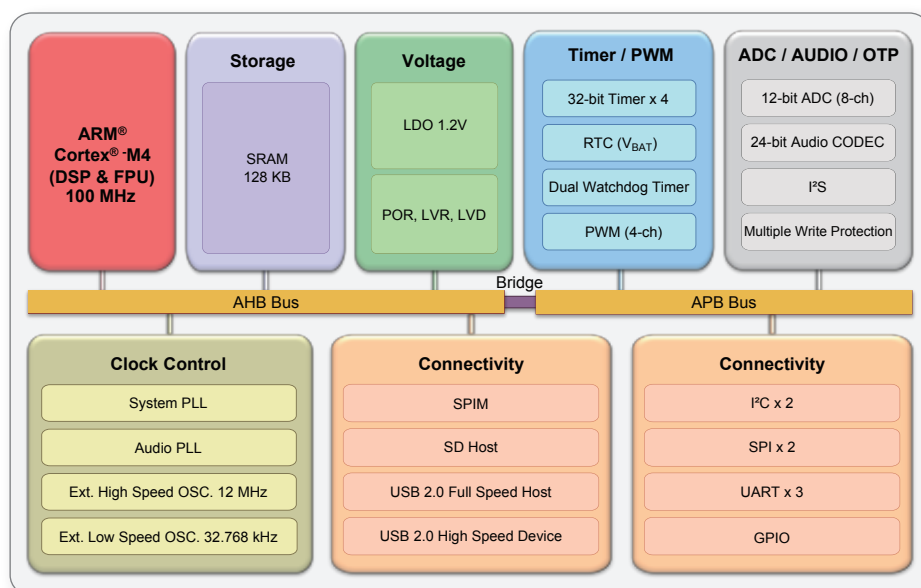 ARM®
Cortex®-M4
(DSP & FPU)
100 MHz
Storage
SRAM
128 KB
Voltage
LDO 1.2V
POR, LVR, LVD
Timer / PWM
32-bit Timer x 4
RTC (VBAT)
Dual Watchdog Timer
PWM (4-ch)
ADC / AUDIO / OTP
12-bit ADC (8-ch)
24-bit Audio CODEC
I²S
Multiple Write Protection
Bridge
AHB Bus
APB Bus
Clock Control
System PLL
Audio PLL
Ext. High Speed OSC. 12 MHz
Ext. Low Speed OSC. 32.768 kHz
Connectivity
SPIM
SD Host
USB 2.0 Full Speed Host
USB 2.0 High Speed Device
Connectivity
I²C x 2
SPI x 2
UART x 3
GPIO